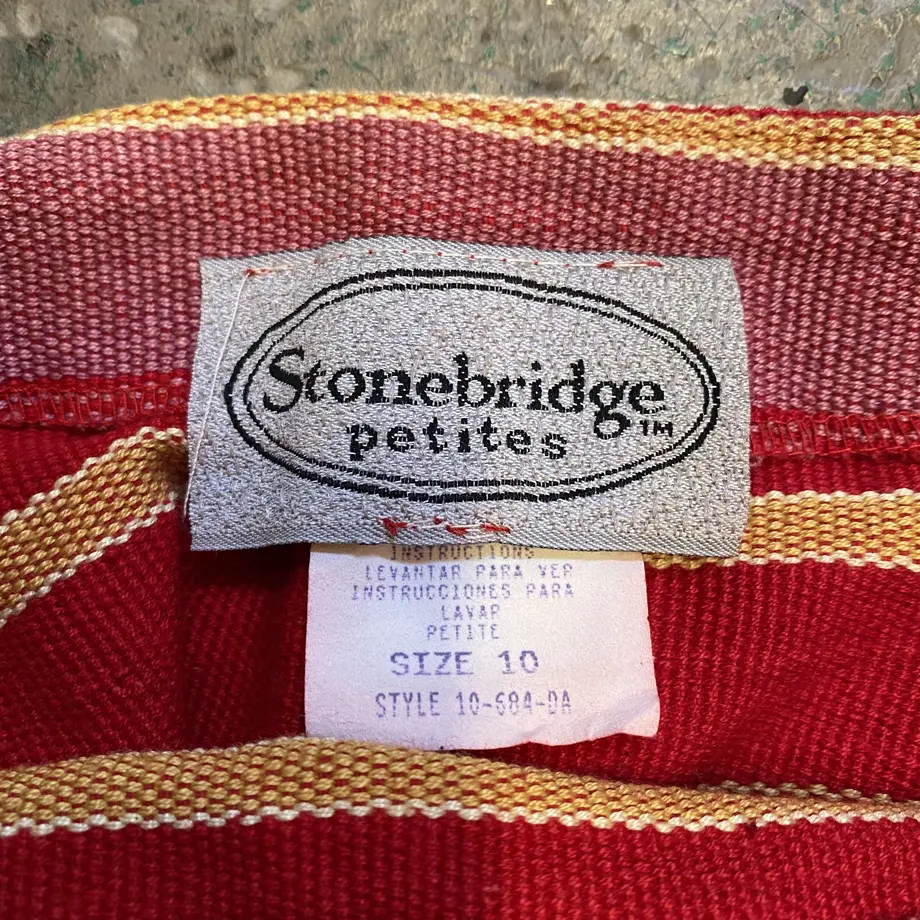 Stonebridge
petites TM
INSTRUCTIONS
LEVANTAR PARA VER
INSTRUCCIONES PARA
LAVAR
PETITE
SIZE 10
STYLE 10-684-DA